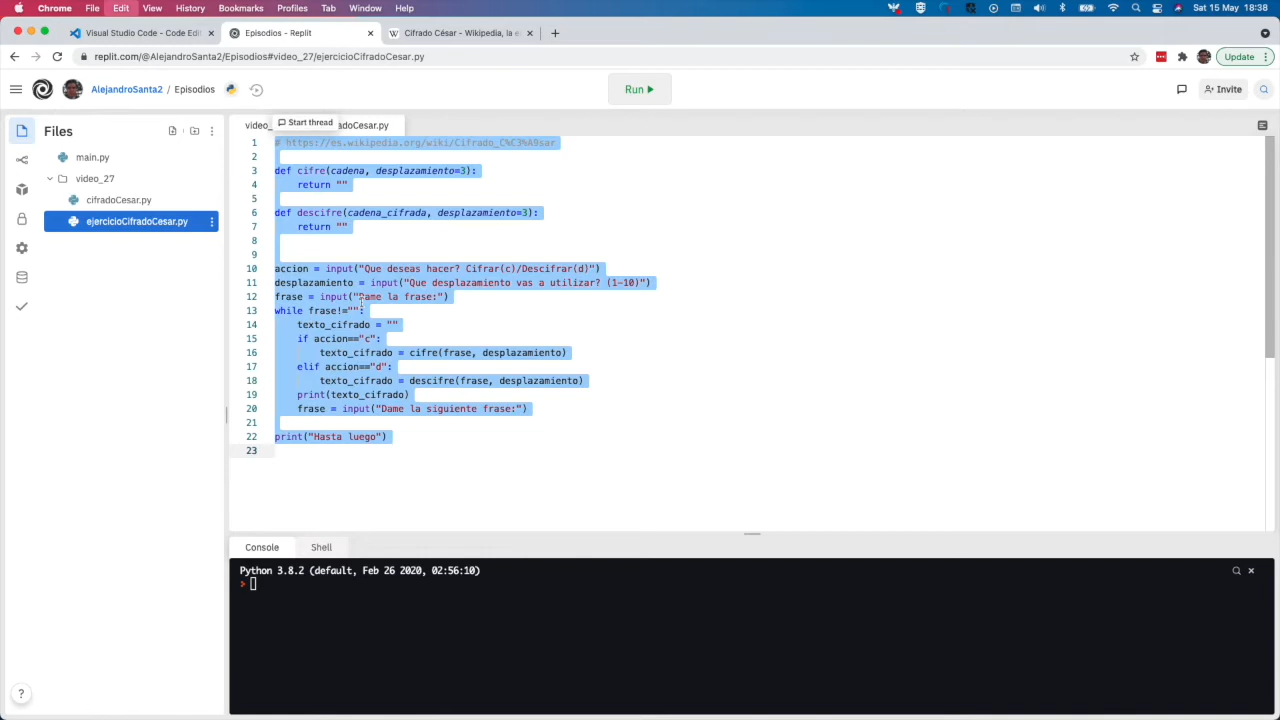 Chrome File Edit View History Bookmarks Profiles Tab Window Help Sat 15 May 18:38
Visual Studio Code - Code Edi Episodios - Replit Cifrado César - Wikipedia, la e
replit.com/@AlejandroSanta2/Episodios#video_27/ejercicioCifradoCesar.py Update
AlejandroSanta2 / Episodios Run Invite
Files
main.py
video_27
cifradoCesar.py
ejercicioCifradoCesar.py
video_ Start thread adoCesar.py
1 # https://es.wikipedia.org/wiki/Cifrado_C%C3%A9sar
2
3 def cifre(cadena, desplazamiento=3):
4 return ""
5
6 def descifre(cadena_cifrada, desplazamiento=3):
7 return ""
8
9
10 accion = input("Que deseas hacer? Cifrar(c)/Descifrar(d)")
11 desplazamiento = input("Que desplazamiento vas a utilizar? (1-10)")
12 frase = input("Dame la frase:")
13 while frase!="":
14 texto_cifrado = ""
15 if accion=="c":
16 texto_cifrado = cifre(frase, desplazamiento)
17 elif accion=="d":
18 texto_cifrado = descifre(frase, desplazamiento)
19 print(texto_cifrado)
20 frase = input("Dame la siguiente frase:")
21
22 print("Hasta luego")
23
Console Shell
Python 3.8.2 (default, Feb 26 2020, 02:56:10)
>
?